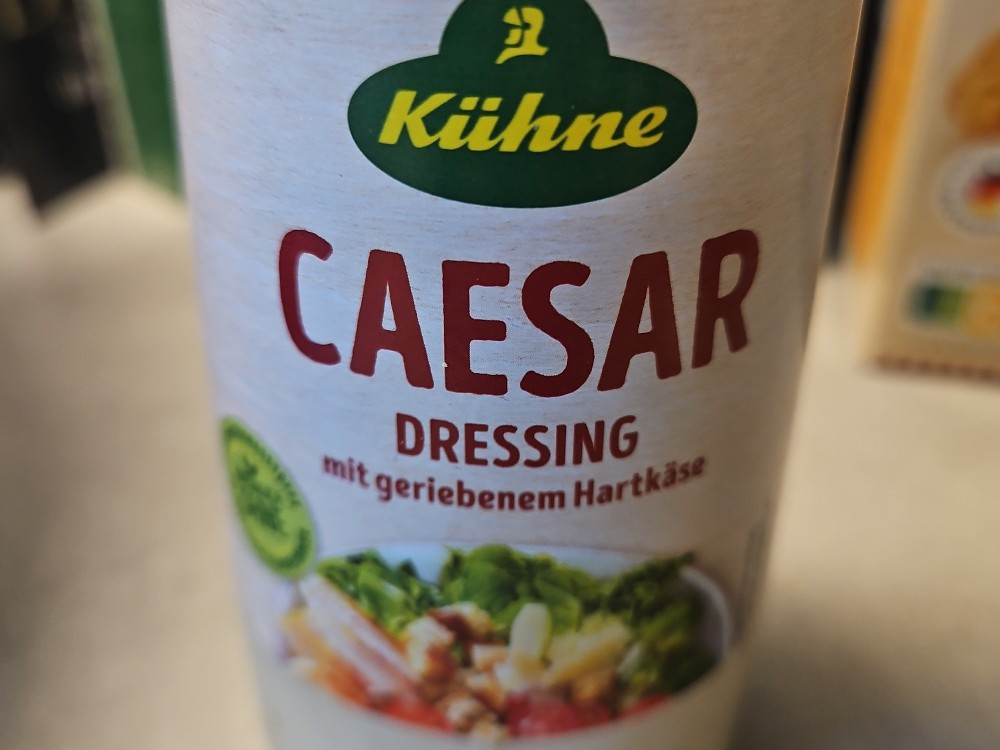 Kühne
CAESAR
DRESSING
mit geriebenem Hartkäse